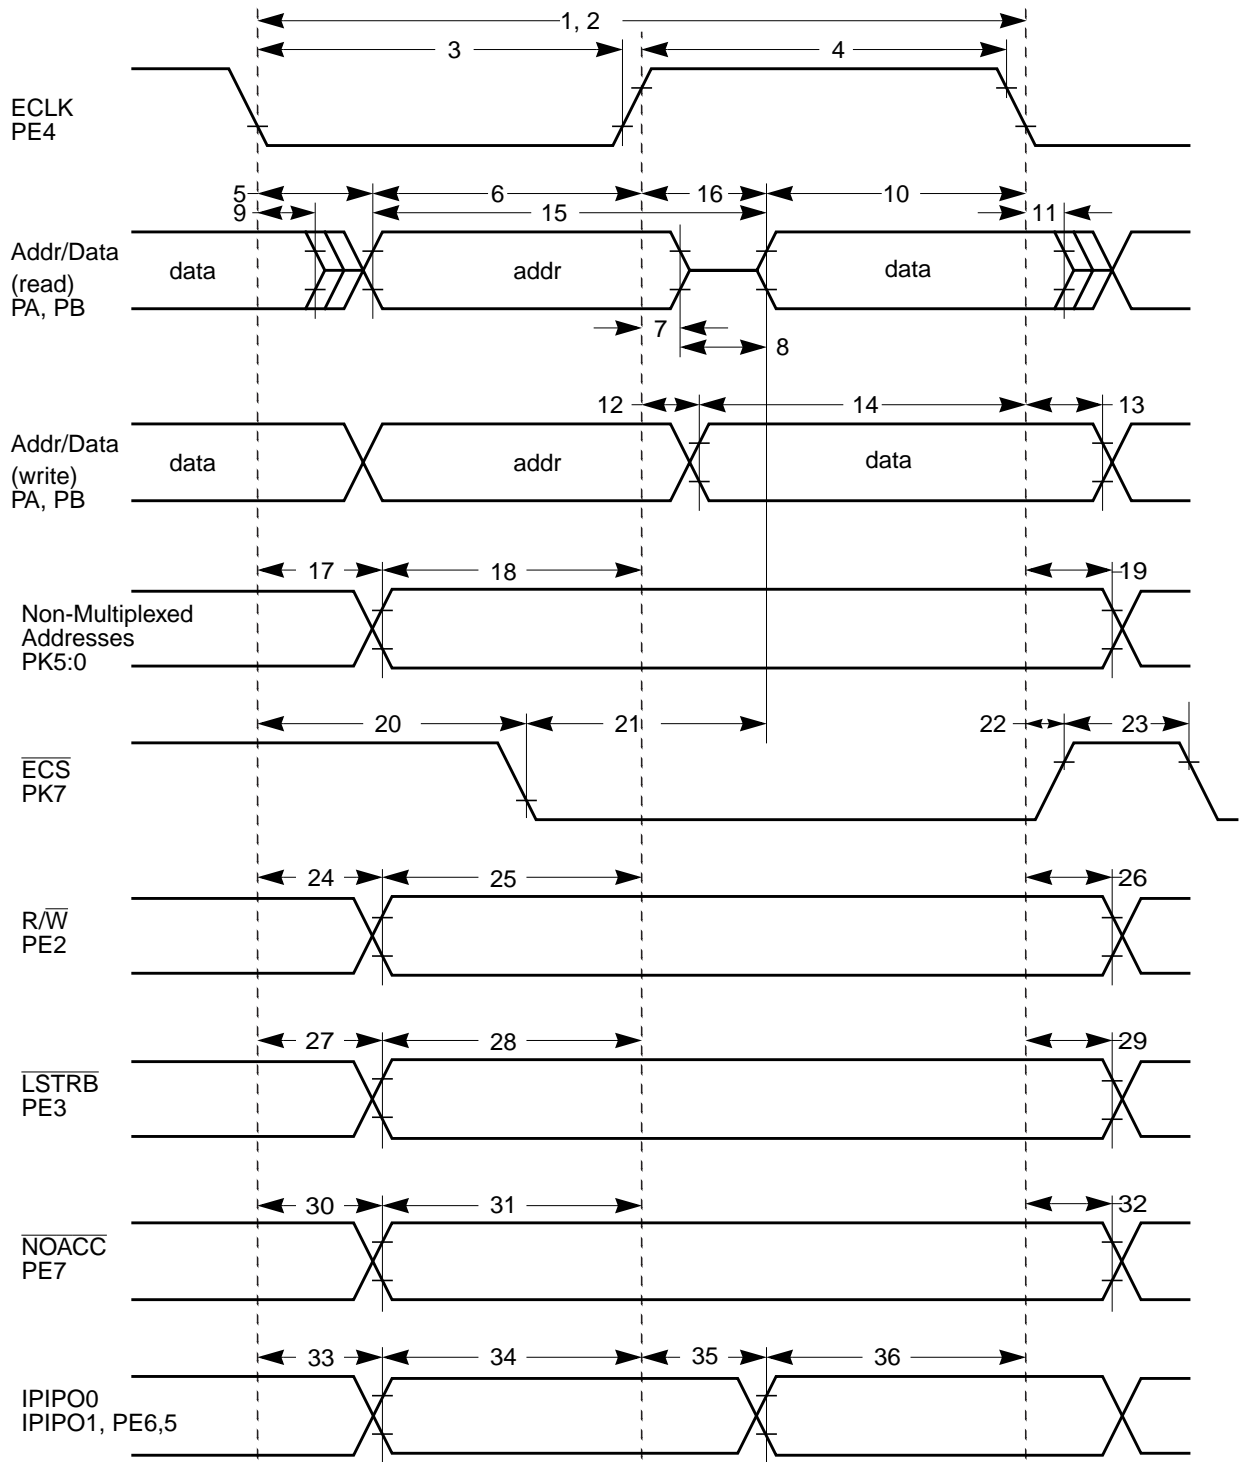 1, 2
3
4
ECLK
PE4
5
6
16
10
9
15
11
Addr/Data
(read)
PA, PB
data
addr
data
7
8
12
14
13
Addr/Data
(write)
PA, PB
data
addr
data
17
18
19
Non-Multiplexed
Addresses
PK5:0
20
21
22
23
ECS
PK7
24
25
26
R/W
PE2
27
28
29
LSTRB
PE3
30
31
32
NOACC
PE7
33
34
35
36
IPIPO0
IPIPO1, PE6,5